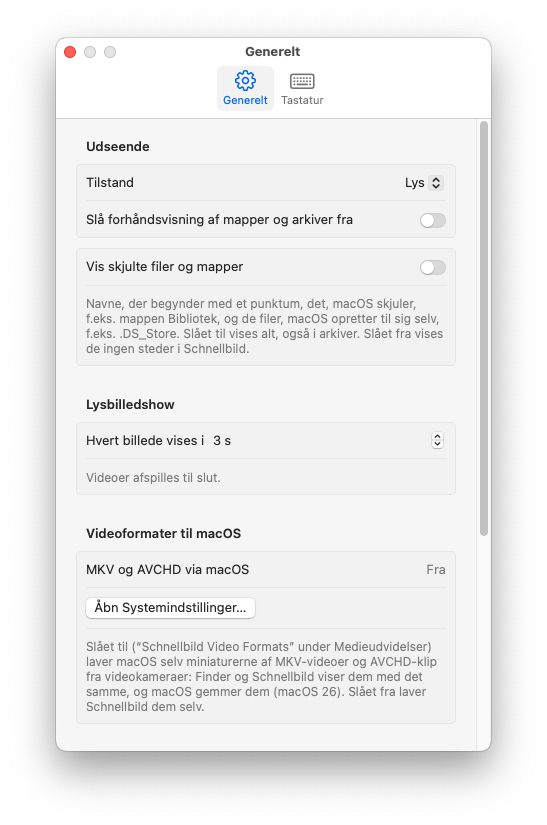 Generelt
Generelt
Tastatur
Udseende
Tilstand
Lys
Slå forhåndsvisning af mapper og arkiver fra
Vis skjulte filer og mapper
Navne, der begynder med et punktum, det, macOS skjuler,
f.eks. mappen Bibliotek, og de filer, macOS opretter til sig selv,
f.eks. .DS_Store. Slået til vises alt, også i arkiver. Slået fra vises
de ingen steder i Schnellbild.
Lysbilledshow
Hvert billede vises i 3 s
Videoer afspilles til slut.
Videoformater til macOS
MKV og AVCHD via macOS
Fra
Åbn Systemindstillinger...
Slået til (“Schnellbild Video Formats” under Medieudvidelser)
laver macOS selv miniaturerne af MKV-videoer og AVCHD-klip
fra videokameraer: Finder og Schnellbild viser dem med det
samme, og macOS gemmer dem (macOS 26). Slået fra laver
Schnellbild dem selv.